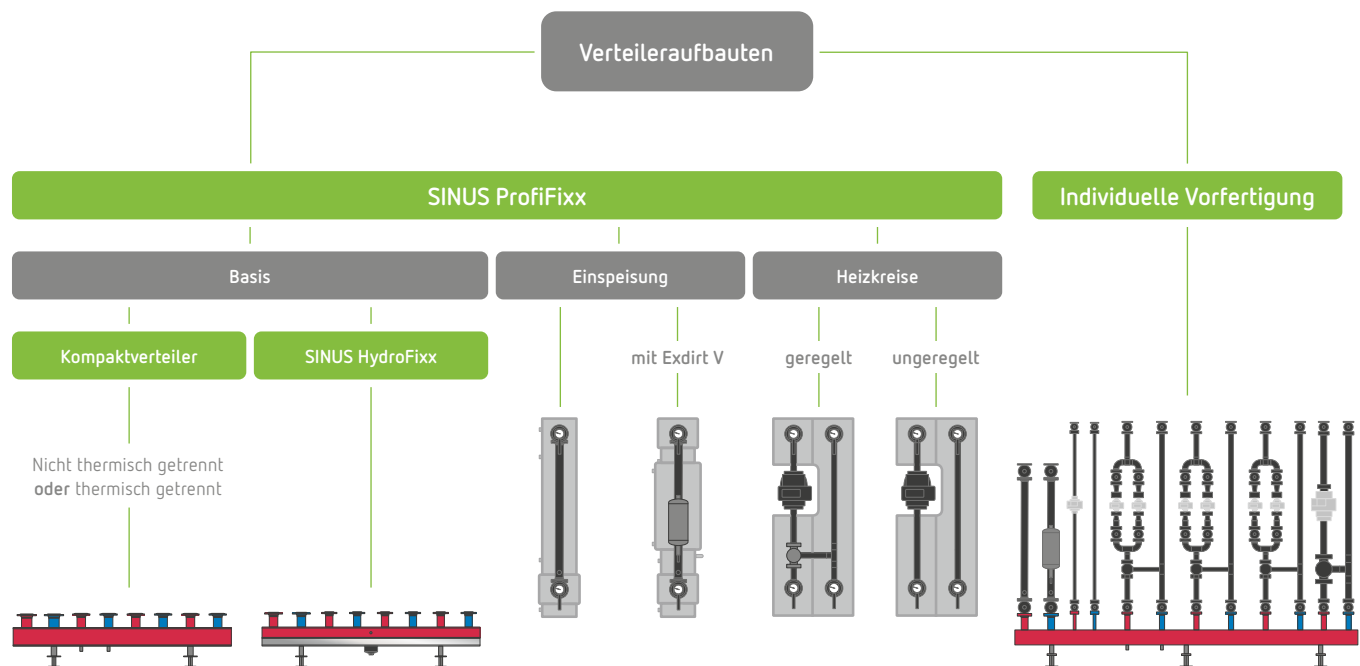 Verteileraufbauten
SINUS ProfiFixx
Individuelle Vorfertigung
Basis
Einspeisung
Heizkreise
Kompaktverteiler
SINUS HydroFixx
mit Exdirt V
geregelt
ungeregelt
Nicht thermisch getrennt
oder thermisch getrennt